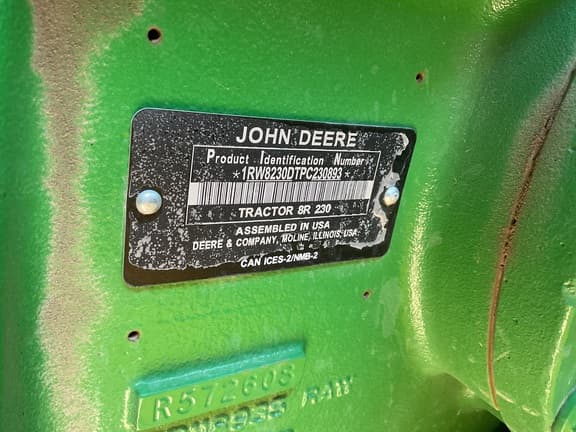 JOHN DEERE
Product Identification Number
*1RW8230DTPC230893*
TRACTOR 8R 230
ASSEMBLED IN USA
DEERE & COMPANY, MOLINE, ILLINOIS, USA
CAN ICES-2/NMB-2
R572608
RAW